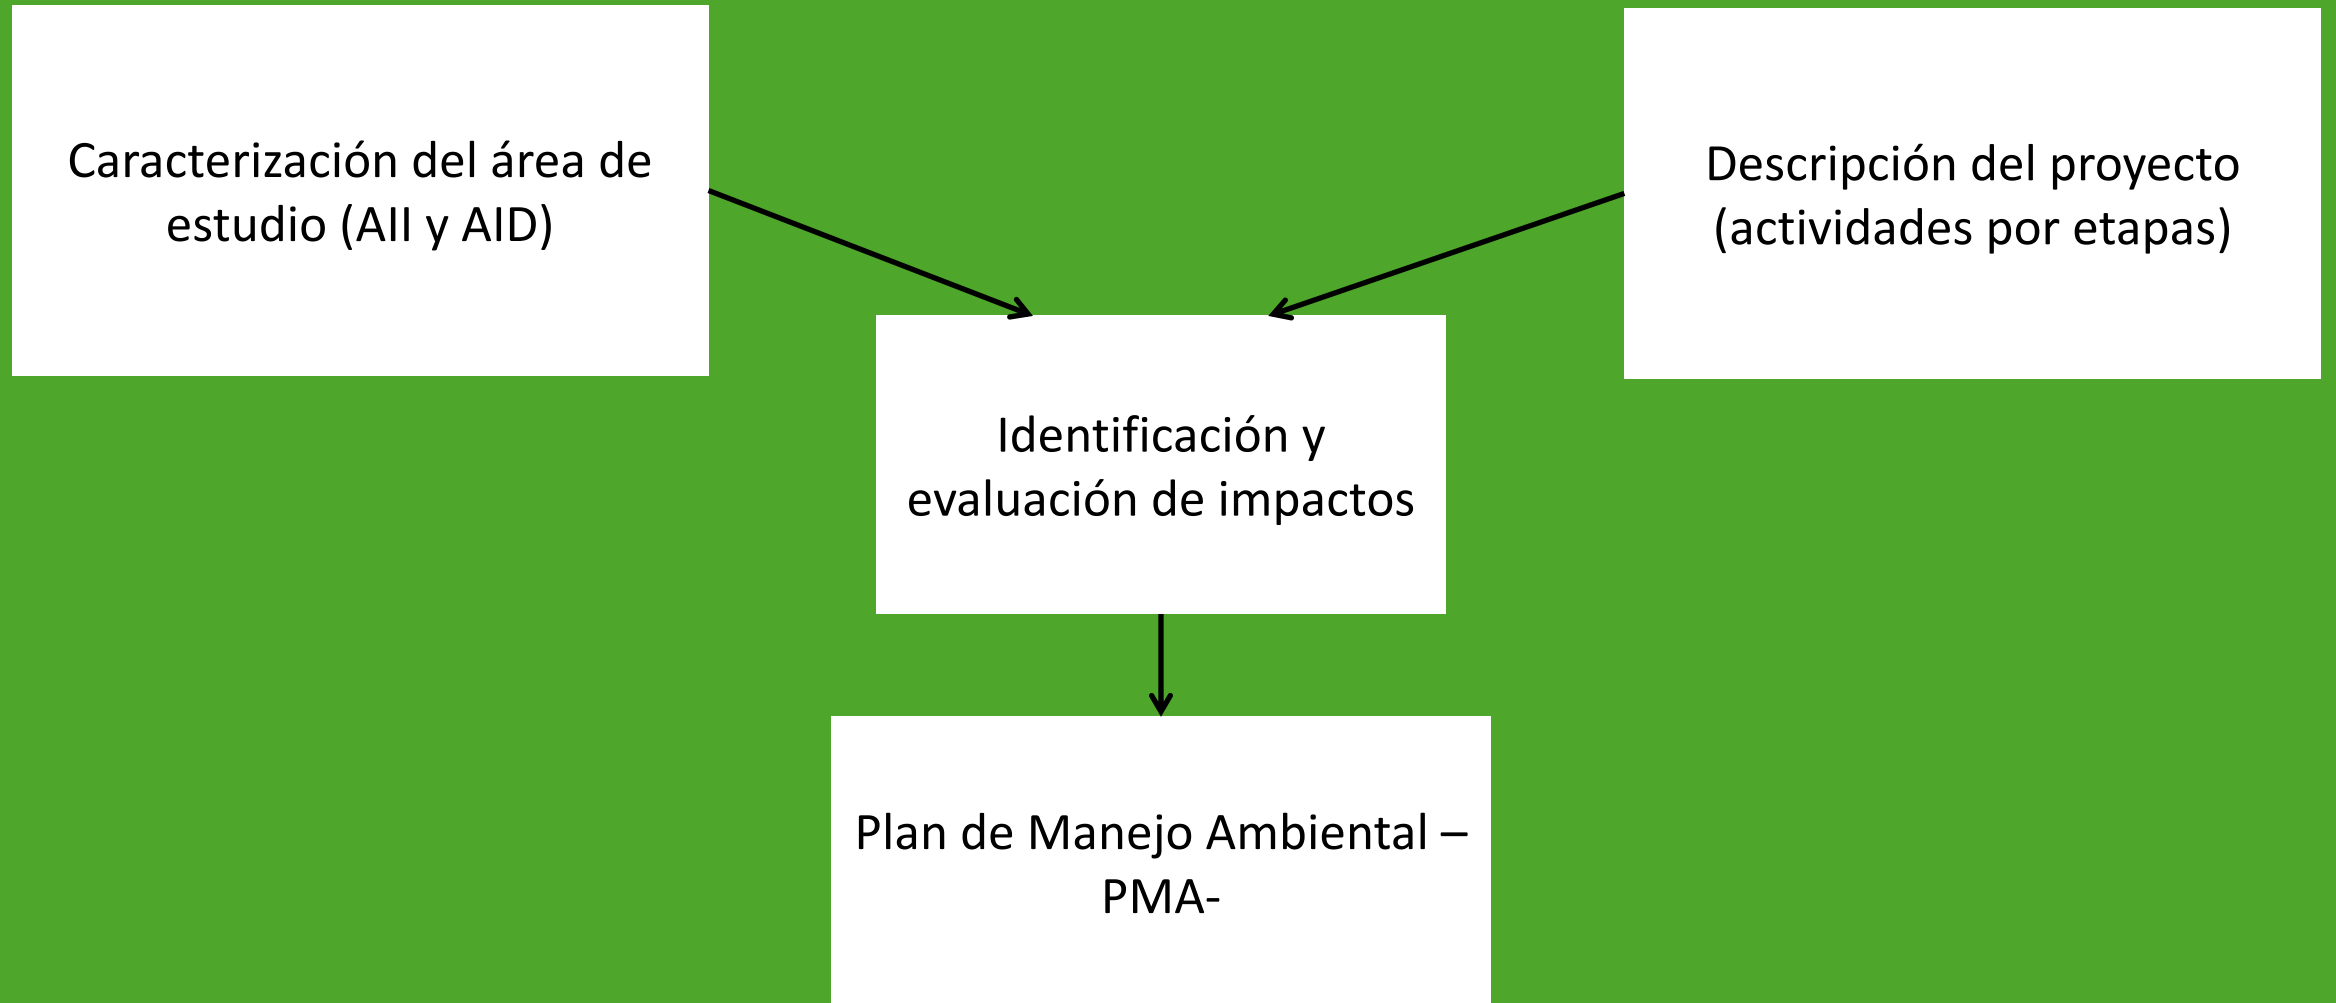 Caracterización del área de
estudio (AII y AID)
Descripción del proyecto
(actividades por etapas)
Identificación y
evaluación de impactos
Plan de Manejo Ambiental –
PMA-